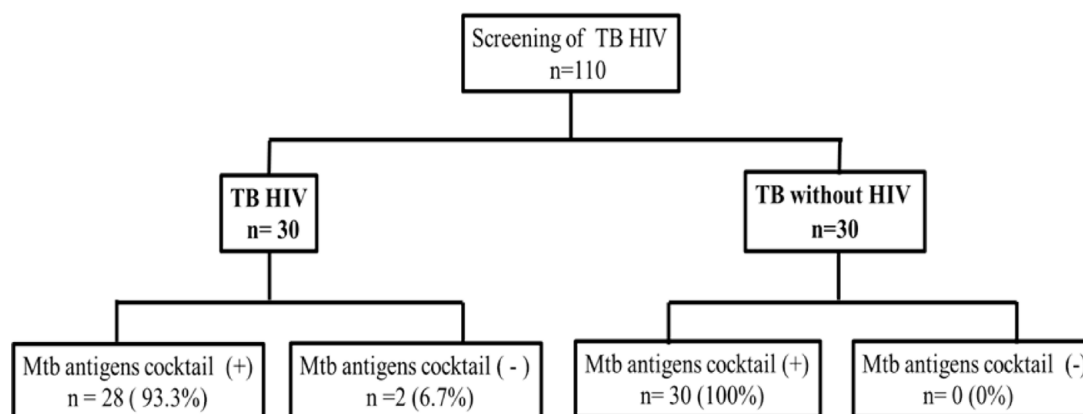 Screening of TB HIV
n=110
TB HIV
n= 30
TB without HIV
n=30
Mtb antigens cocktail (+)
n = 28 ( 93.3%)
Mtb antigens cocktail ( - )
n =2 (6.7%)
Mtb antigens cocktail (+)
n= 30 (100%)
Mtb antigens cocktail (-)
n= 0 (0%)